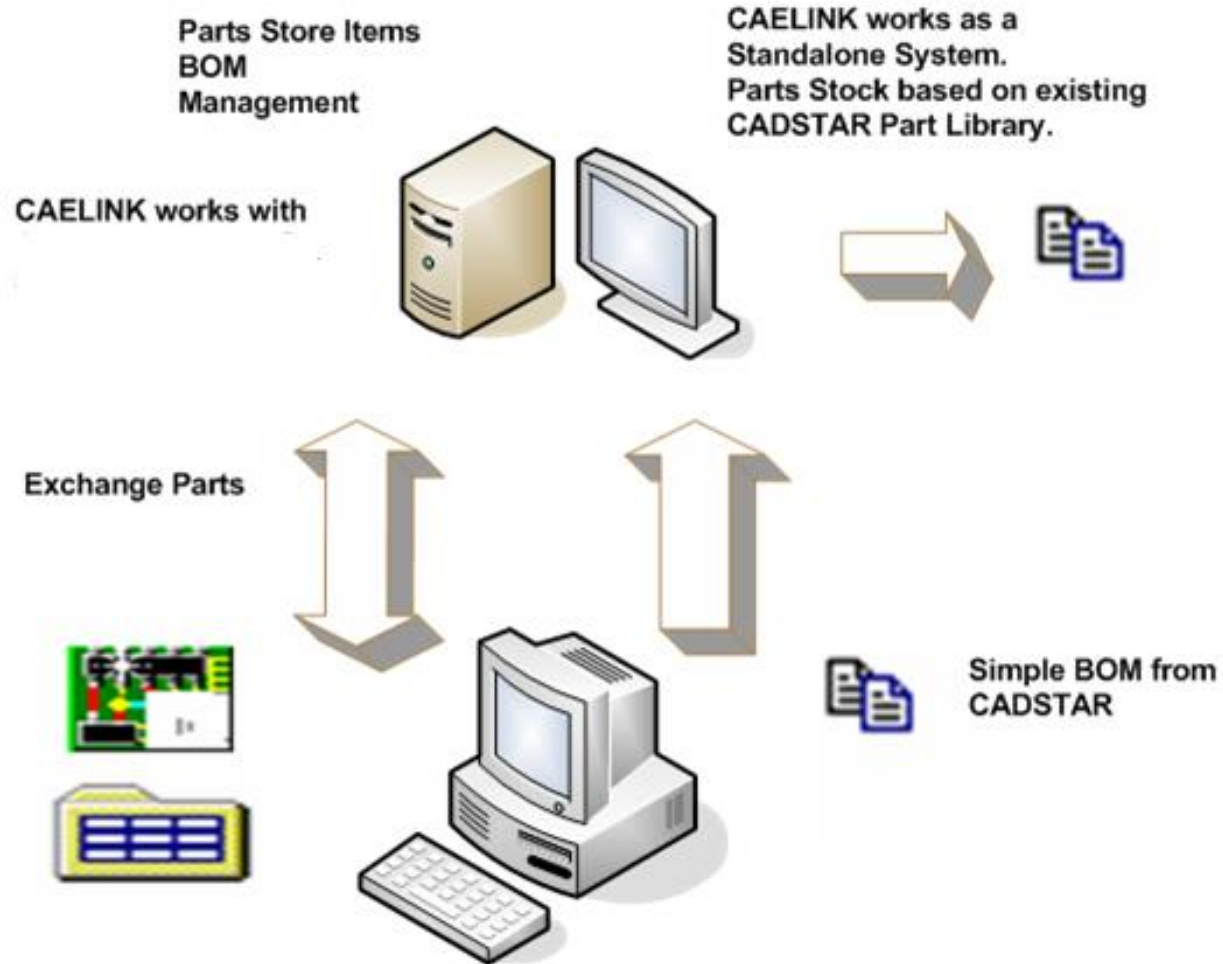 Parts Store Items
BOM
Management
CAELINK works as a
Standalone System.
Parts Stock based on existing
CADSTAR Part Library.
CAELINK works with
Exchange Parts
Simple BOM from
CADSTAR